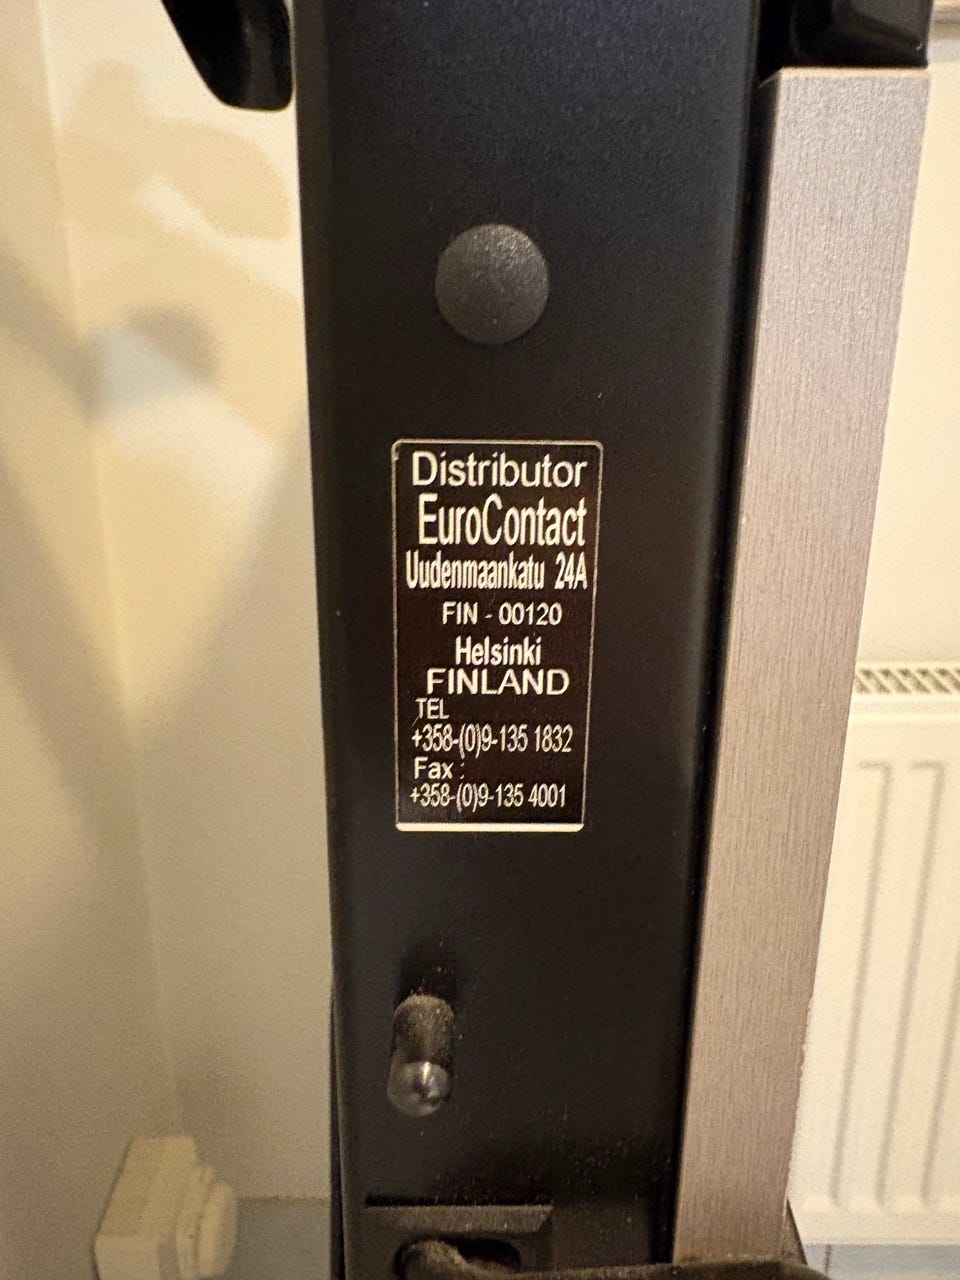 Distributor
EuroContact
Uudenmaankatu 24A
FIN - 00120
Helsinki
FINLAND
TEL
+358-(0)9-135 1832
Fax :
+358-(0)9-135 4001